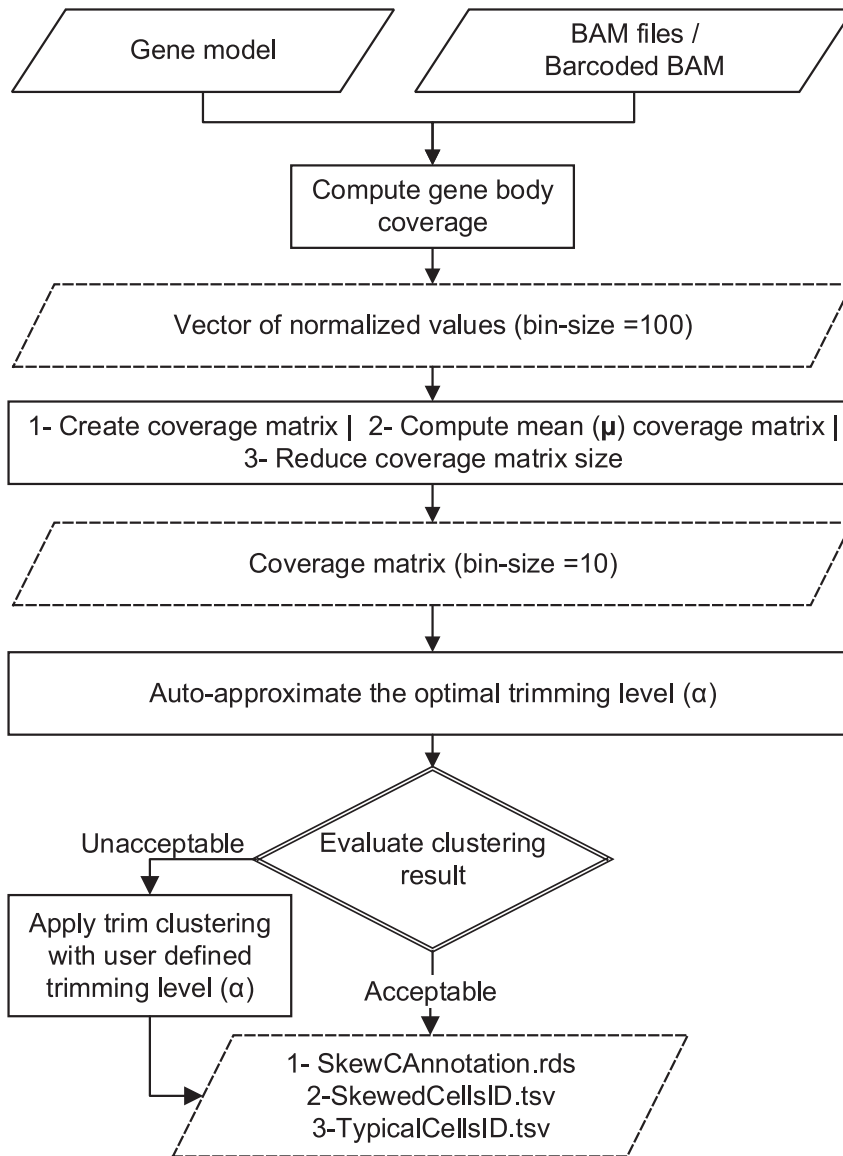 Gene model
BAM files /
Barcoded BAM
Compute gene body
coverage
Vector of normalized values (bin-size =100)
1- Create coverage matrix | 2- Compute mean (μ) coverage matrix |
3- Reduce coverage matrix size
Coverage matrix (bin-size =10)
Auto-approximate the optimal trimming level (α)
Evaluate clustering
result
Unacceptable
Apply trim clustering
with user defined
trimming level (α)
Acceptable
1- SkewCAnnotation.rds
2-SkewedCellsID.tsv
3-TypicalCellsID.tsv